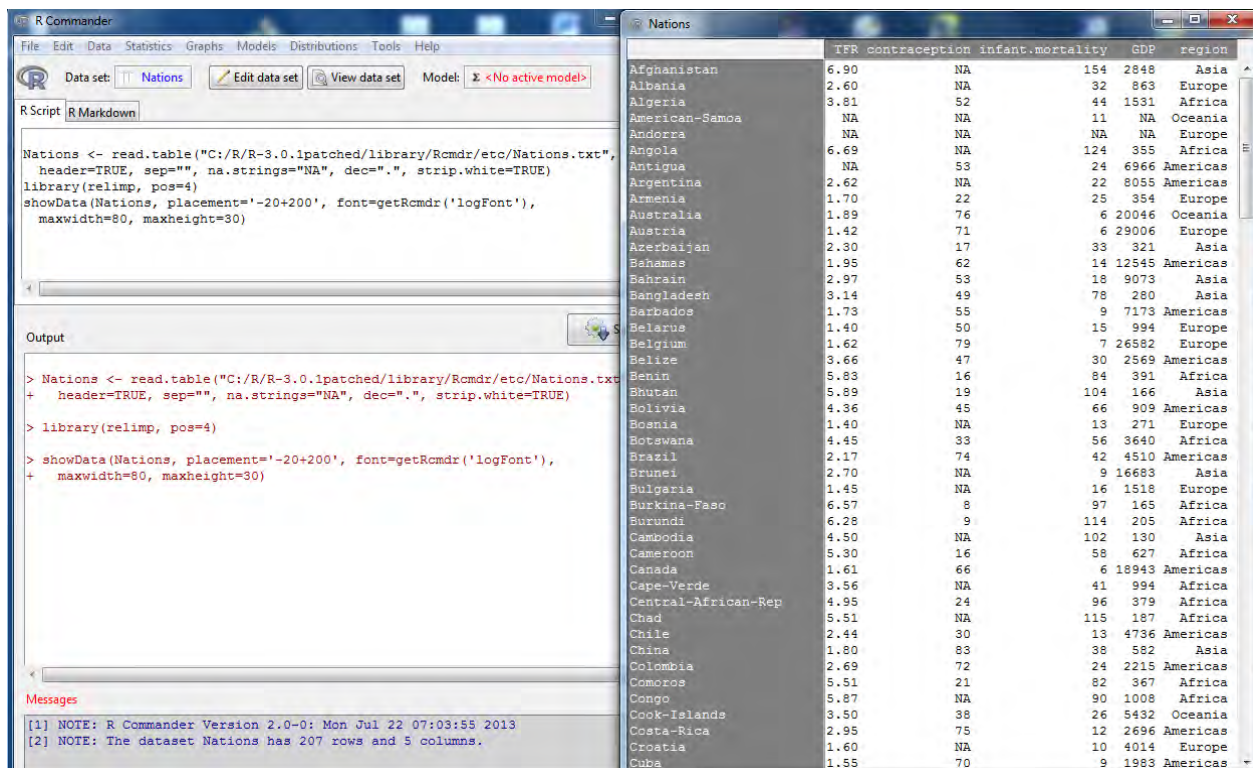 R Commander
File Edit Data Statistics Graphs Models Distributions Tools Help
Data set: Nations Edit data set View data set Model: Σ <No active model>
R Script R Markdown
Nations <- read.table("C:/R/R-3.0.1patched/library/Rcmdr/etc/Nations.txt",
header=TRUE, sep="", na.strings="NA", dec=".", strip.white=TRUE)
library(relimp, pos=4)
showData(Nations, placement='-20+200', font=getRcmdr('logFont'),
maxwidth=80, maxheight=30)
Output
> Nations <- read.table("C:/R/R-3.0.1patched/library/Rcmdr/etc/Nations.txt
+ header=TRUE, sep="", na.strings="NA", dec=".", strip.white=TRUE)
> library(relimp, pos=4)
> showData(Nations, placement='-20+200', font=getRcmdr('logFont'),
+ maxwidth=80, maxheight=30)
Messages
[1] NOTE: R Commander Version 2.0-0: Mon Jul 22 07:03:55 2013
[2] NOTE: The dataset Nations has 207 rows and 5 columns.
Nations
TFR contraception infant.mortality GDP region
Afghanistan 6.90 NA 154 2848 Asia
Albania 2.60 NA 32 863 Europe
Algeria 3.81 52 44 1531 Africa
American-Samoa NA NA 11 NA Oceania
Andorra NA NA NA NA Europe
Angola 6.69 NA 124 355 Africa
Antigua NA 53 24 6966 Americas
Argentina 2.62 NA 22 8055 Americas
Armenia 1.70 22 25 354 Europe
Australia 1.89 76 6 20046 Oceania
Austria 1.42 71 6 29006 Europe
Azerbaijan 2.30 17 33 321 Asia
Bahamas 1.95 62 14 12545 Americas
Bahrain 2.97 53 18 9073 Asia
Bangladesh 3.14 49 78 280 Asia
Barbados 1.73 55 9 7173 Americas
Belarus 1.40 50 15 994 Europe
Belgium 1.62 79 7 26582 Europe
Belize 3.66 47 30 2569 Americas
Benin 5.83 16 84 391 Africa
Bhutan 5.89 19 104 166 Asia
Bolivia 4.36 45 66 909 Americas
Bosnia 1.40 NA 13 271 Europe
Botswana 4.45 33 56 3640 Africa
Brazil 2.17 74 42 4510 Americas
Brunei 2.70 NA 9 16683 Asia
Bulgaria 1.45 NA 16 1518 Europe
Burkina-Faso 6.57 8 97 165 Africa
Burundi 6.28 9 114 205 Africa
Cambodia 4.50 NA 102 130 Asia
Cameroon 5.30 16 58 627 Africa
Canada 1.61 66 6 18943 Americas
Cape-Verde 3.56 NA 41 994 Africa
Central-African-Rep 4.95 24 96 379 Africa
Chad 5.51 NA 115 187 Africa
Chile 2.44 30 13 4736 Americas
China 1.80 83 38 582 Asia
Colombia 2.69 72 24 2215 Americas
Comoros 5.51 21 82 367 Africa
Congo 5.87 NA 90 1008 Africa
Cook-Islands 3.50 38 26 5432 Oceania
Costa-Rica 2.95 75 12 2696 Americas
Croatia 1.60 NA 10 4014 Europe
Cuba 1.55 70 9 1983 Americas